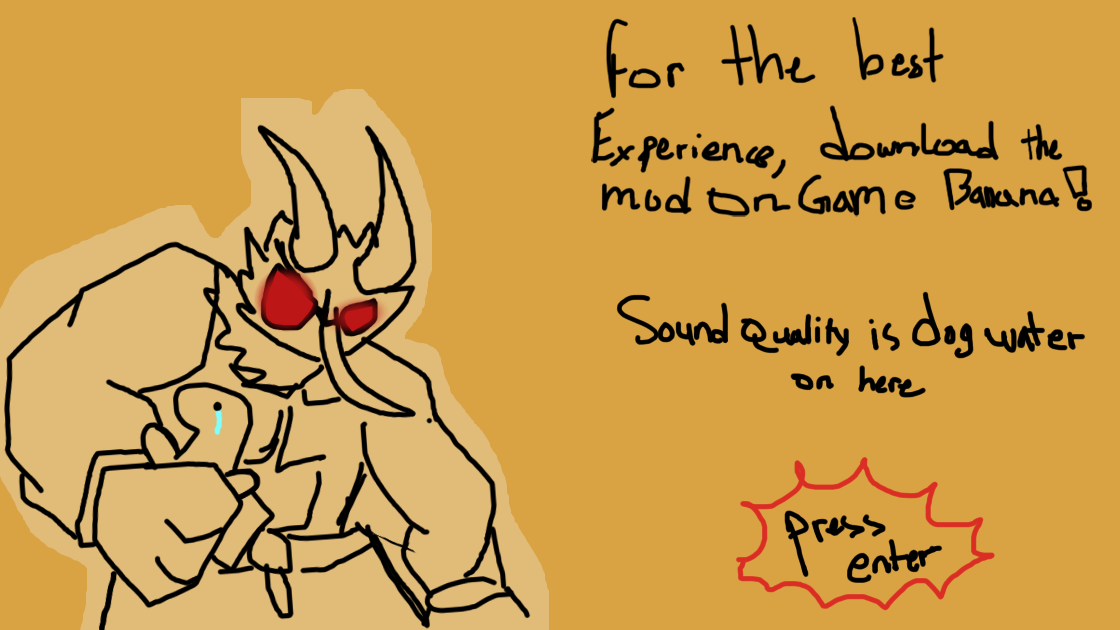 For the best
Experience, download the
mod on Game Banana!
Sound Quality is Dog water
on here
press
enter